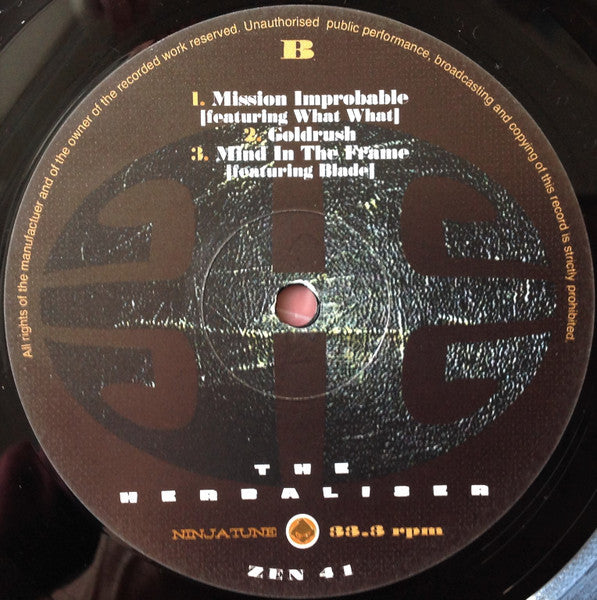 All rights of the manufactuer and of the owner of the recorded work reserved. Unauthorised public performance, broadcasting and copying of this record is strictly prohibited.
B
1. Mission Improbable
[featuring What What]
2. Goldrush
3. Mind In The Frame
[featuring Blade]
THE
HERBALISER
NINJATUNE 33.3 rpm
ZEN 41